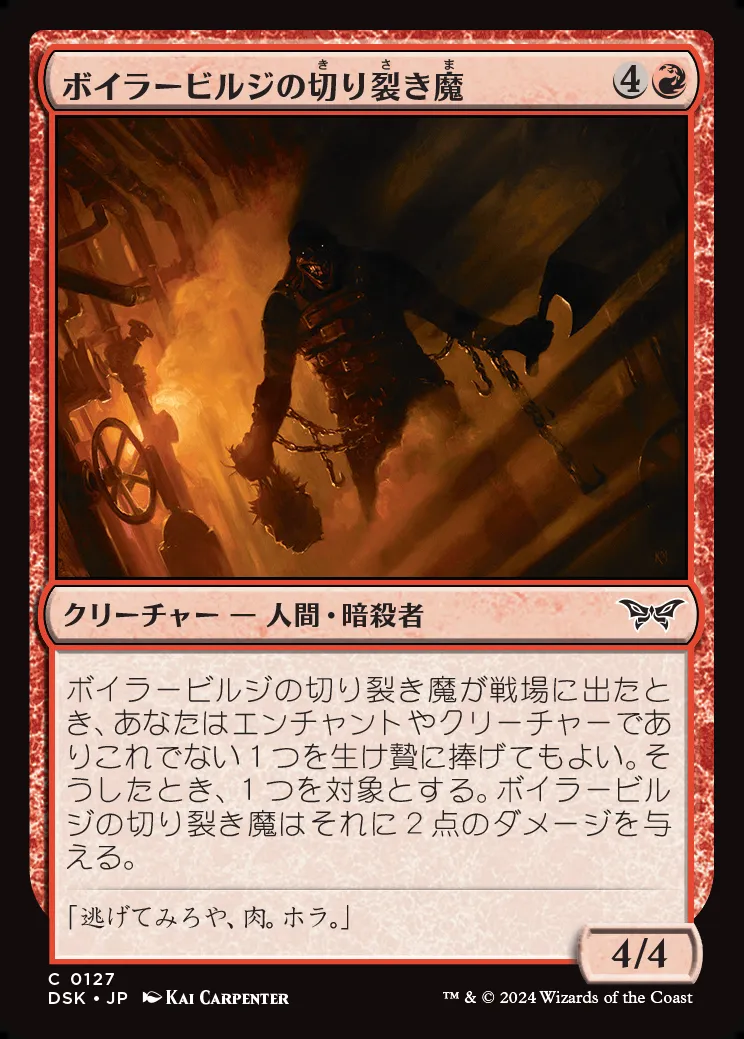 ボイラービルジの切り裂き魔
き さ ま
4
クリーチャー — 人間・暗殺者
ボイラービルジの切り裂き魔が戦場に出たと
き、あなたはエンチャントやクリーチャーであ
りこれでない1つを生け贄に捧げてもよい。そ
うしたとき、1つを対象とする。ボイラービル
ジの切り裂き魔はそれに2点のダメージを与
える。
「逃げてみろや、肉。ホラ。」
4/4
C 0127
DSK • JP KAI CARPENTER
™ & © 2024 Wizards of the Coast